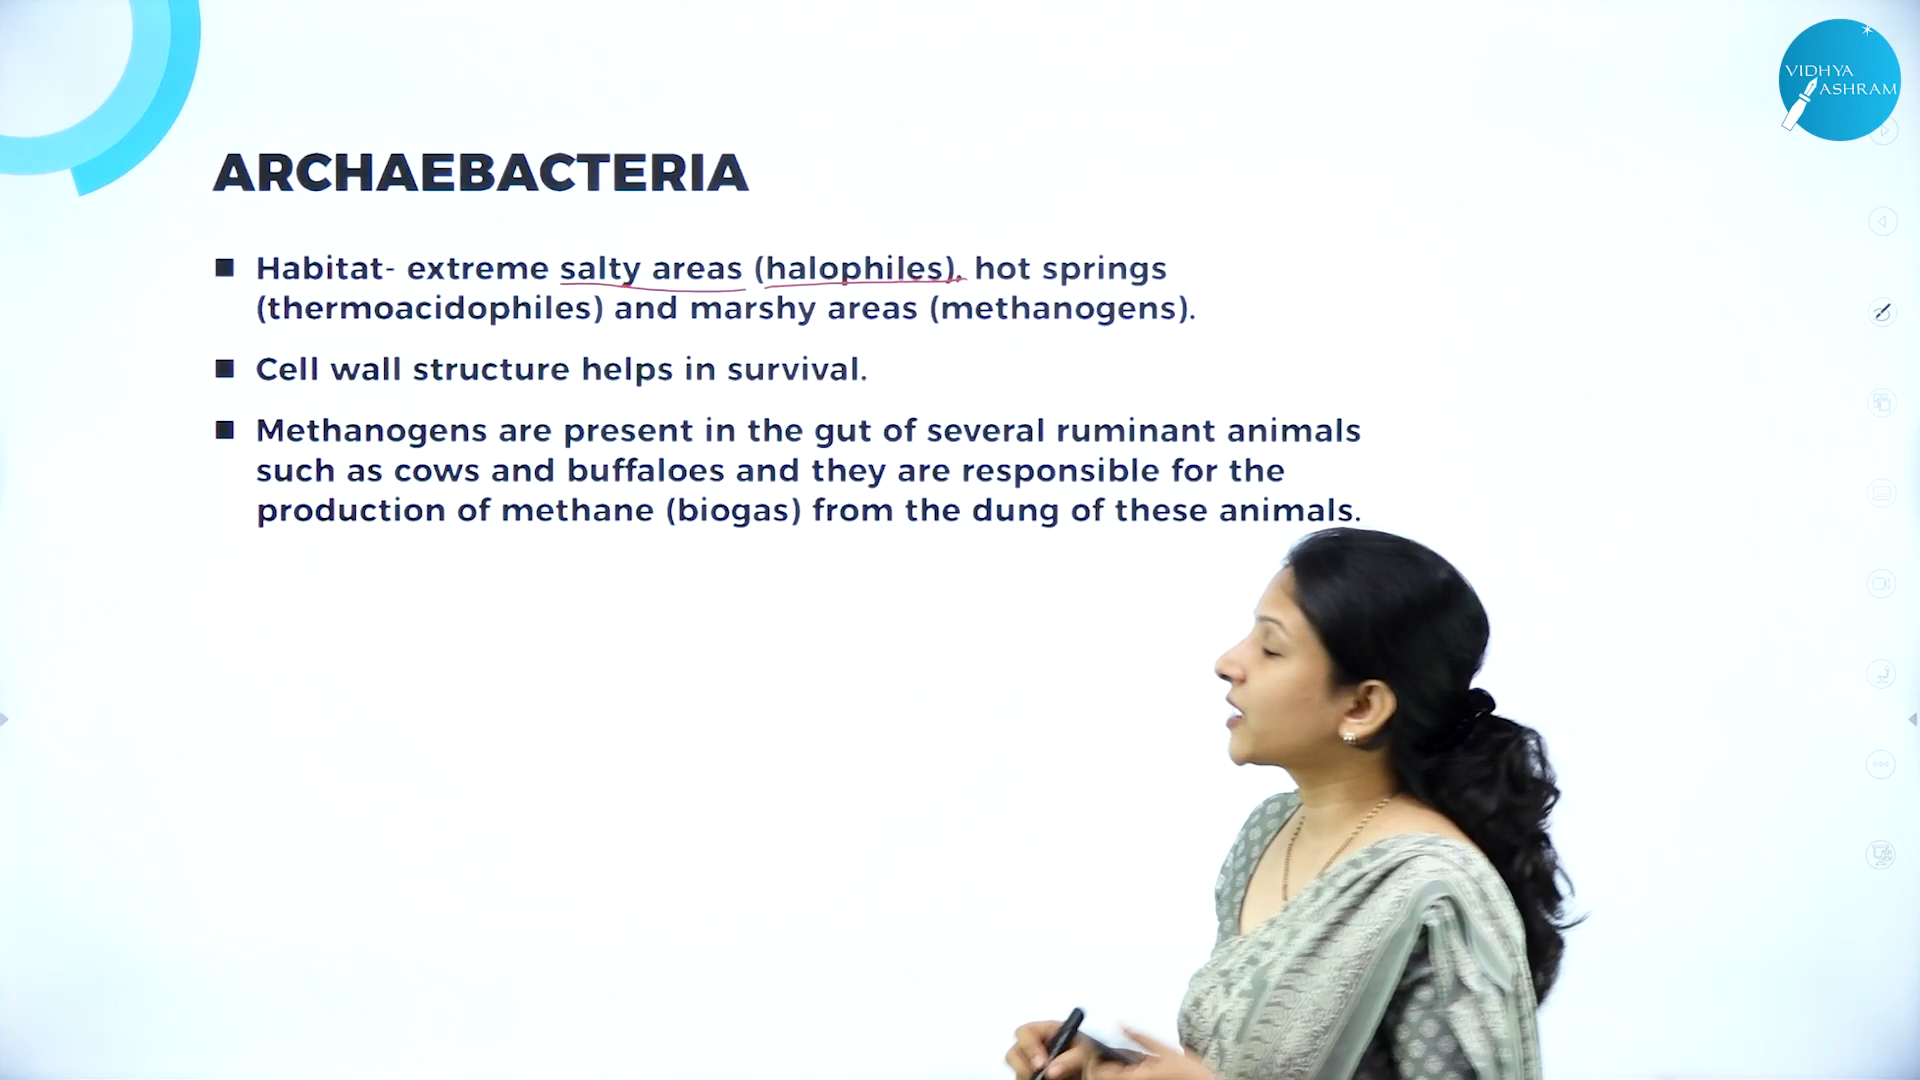 VIDHYA
ASHRAM
ARCHAEBACTERIA
■ Habitat- extreme salty areas (halophiles), hot springs
(thermoacidophiles) and marshy areas (methanogens).
■ Cell wall structure helps in survival.
■ Methanogens are present in the gut of several ruminant animals
such as cows and buffaloes and they are responsible for the
production of methane (biogas) from the dung of these animals.